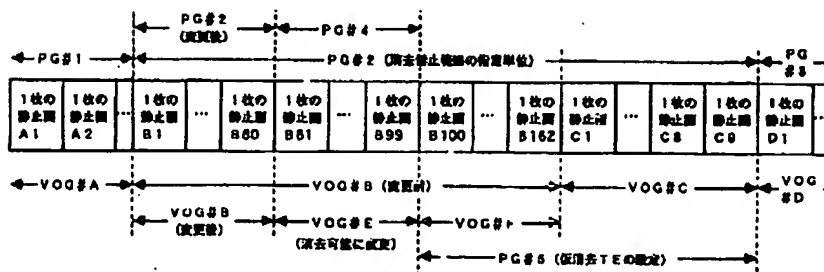 PG#2
(変更後)
PG#4
PG#1
PG#2 (消去禁止
の指定単位)
PG
#3
1枚の
静止画
A1
1枚の
静止画
A2
…
1枚の
静止画
B1
…
1枚の
静止画
B60
1枚の
静止画
B61
…
1枚の
静止画
B99
1枚の
静止画
B100
…
1枚の
静止画
B162
1枚の
静止画
C1
…
1枚の
静止画
C8
1枚の
静止画
C9
1枚の
静止画
D1
…
VOG#A
VOG#B (変更前)
VOG#C
VOG
#D
VOG#B
(変更後)
VOG#E
(消去可能に変更)
VOG#F
PG#5 (仮消去TEの設定)